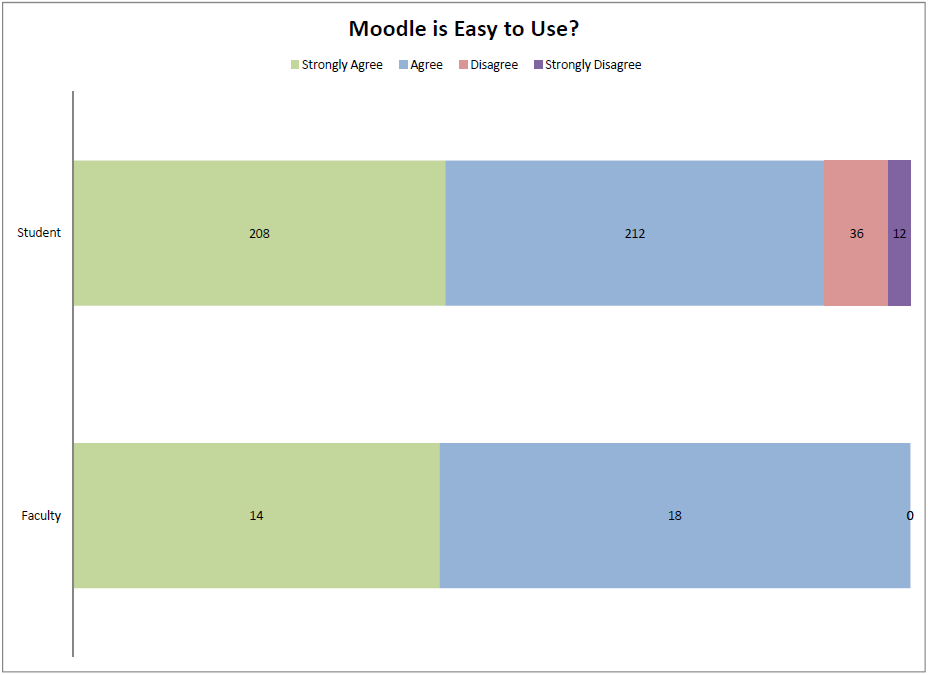 Moodle is Easy to Use?
Strongly Agree Agree Disagree Strongly Disagree
Student 208 212 36 12
Faculty 14 18 0